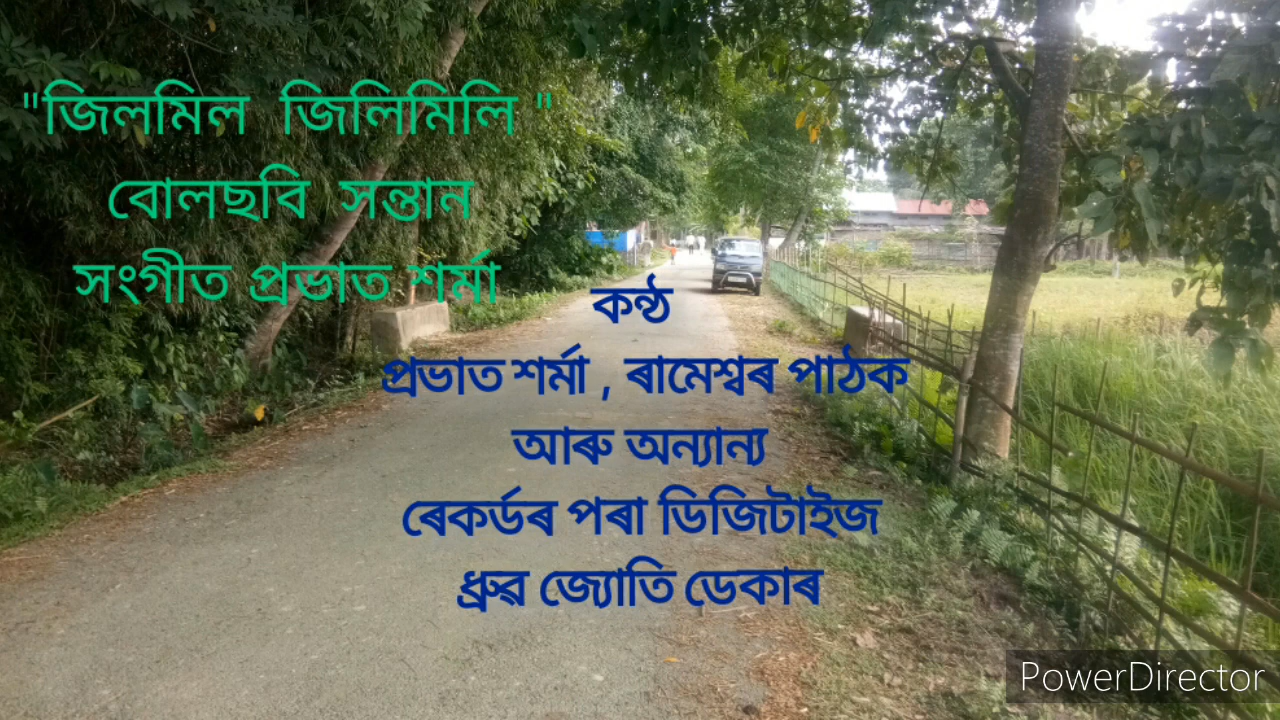 "জিলমিল জিলিমিলি "
বোলছবি সন্তান
সংগীত প্ৰভাত শৰ্মা
কন্ঠ
প্ৰভাত শৰ্মা , ৰামেশ্বৰ পাঠক
আৰু অন্যান্য
ৰেকৰ্ডৰ পৰা ডিজিটাইজ
ধ্ৰুৱ জ্যোতি ডেকাৰ
PowerDirector